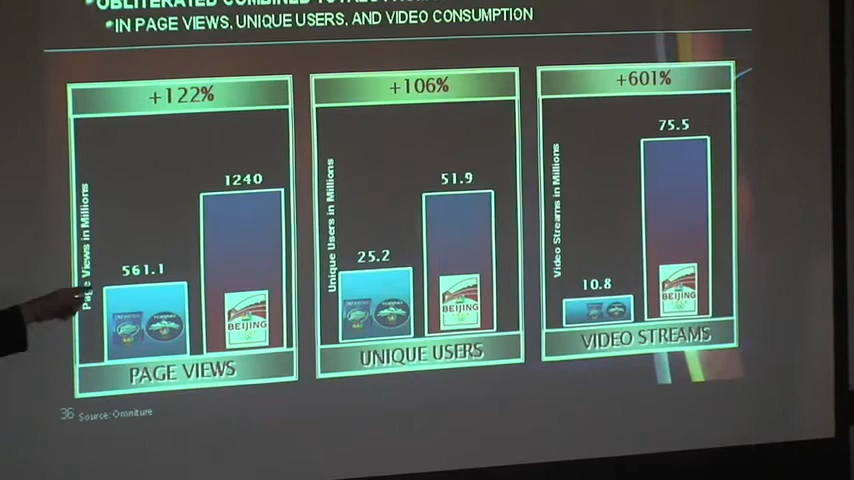 OBLITERATED COMBINED TOTALS
IN PAGE VIEWS, UNIQUE USERS, AND VIDEO CONSUMPTION
+122%
Page Views in Millions
561.1
1240
BEIJING
PAGE VIEWS
+106%
Unique Users in Millions
25.2
51.9
BEIJING
UNIQUE USERS
+601%
Video Streams in Millions
10.8
75.5
BEIJING
VIDEO STREAMS
36 Source: Omniture